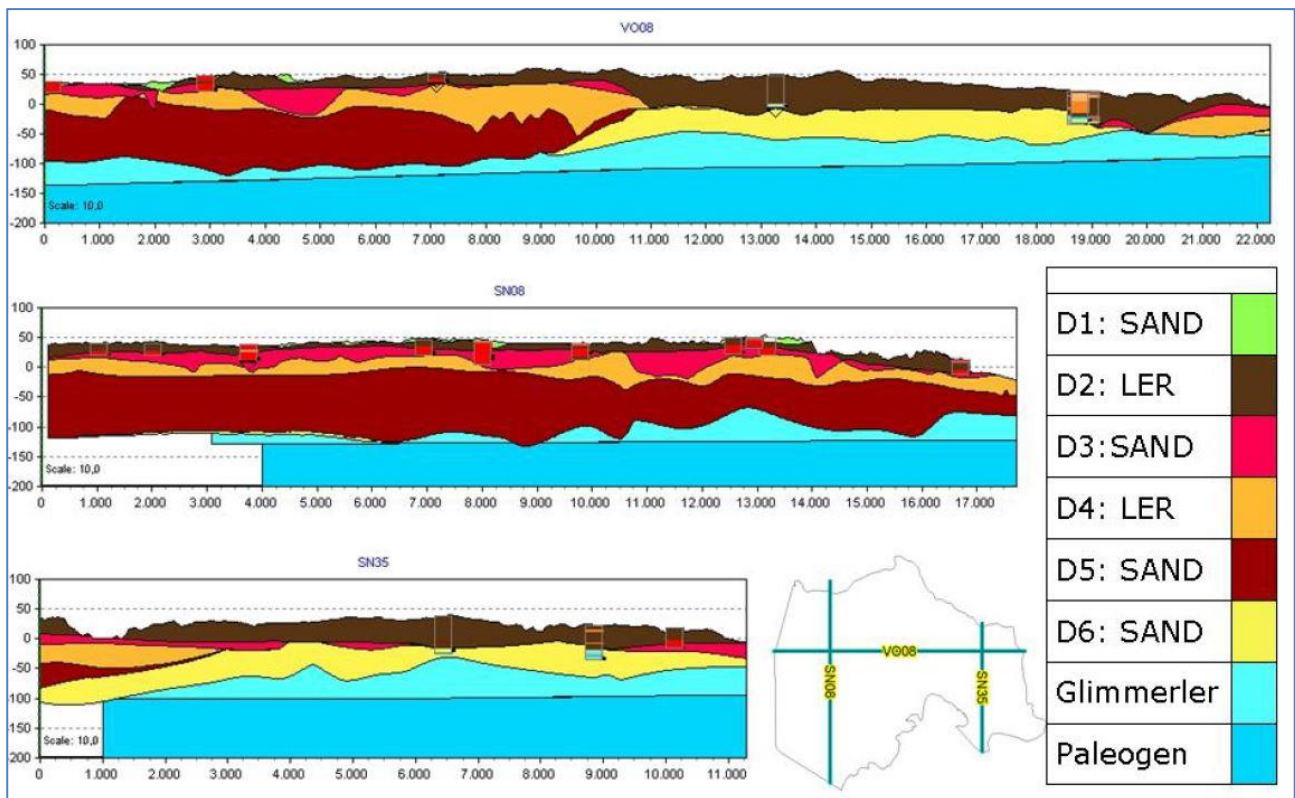 VO08
100
50
0
-50
-100
-150
-200
Scale: 10,0
0 1.000 2.000 3.000 4.000 5.000 6.000 7.000 8.000 9.000 10.000 11.000 12.000 13.000 14.000 15.000 16.000 17.000 18.000 19.000 20.000 21.000 22.000
SN08
100
50
0
-50
-100
-150
-200
Scale: 10,0
0 1.000 2.000 3.000 4.000 5.000 6.000 7.000 8.000 9.000 10.000 11.000 12.000 13.000 14.000 15.000 16.000 17.000
SN35
100
50
0
-50
-100
-150
-200
Scale: 10,0
0 1.000 2.000 3.000 4.000 5.000 6.000 7.000 8.000 9.000 10.000 11.000
VO08
SN08
SN35
D1: SAND
D2: LER
D3:SAND
D4: LER
D5: SAND
D6: SAND
Glimmerler
Paleogen